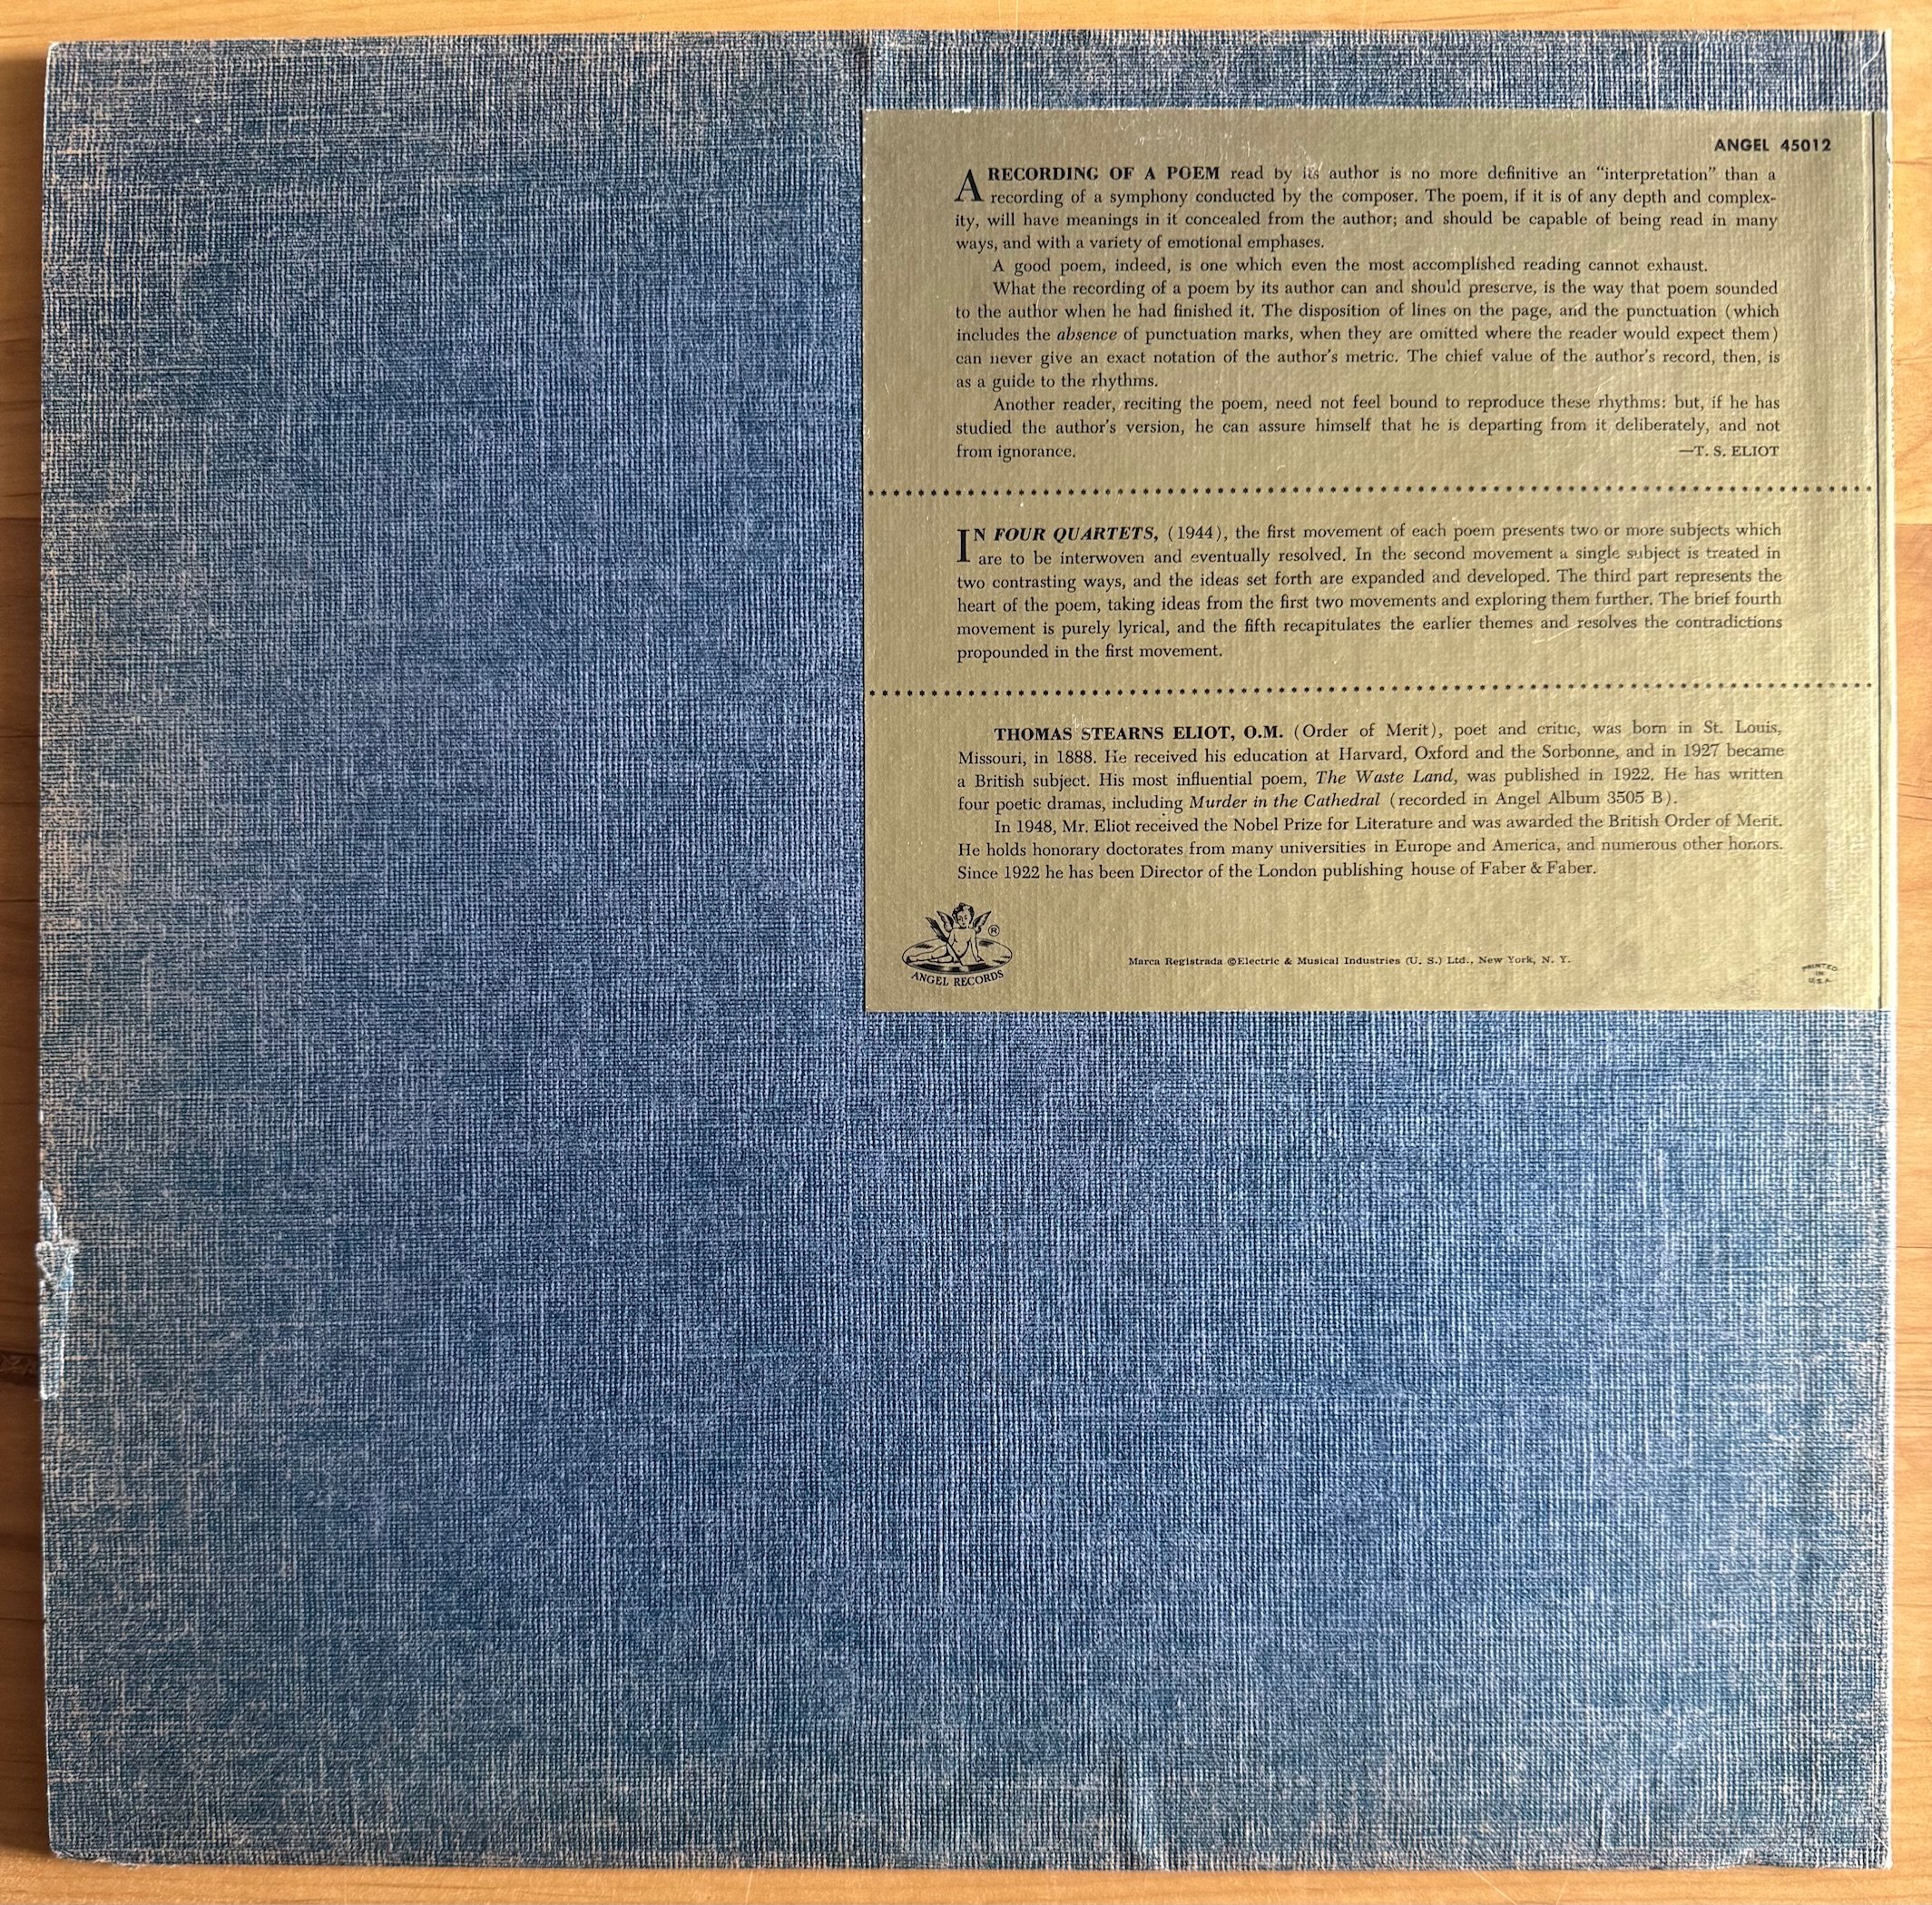 ANGEL 45012
A RECORDING OF A POEM read by its author is no more definitive an “interpretation” than a
recording of a symphony conducted by the composer. The poem, if it is of any depth and complex-
ity, will have meanings in it concealed from the author; and should be capable of being read in many
ways, and with a variety of emotional emphases.
A good poem, indeed, is one which even the most accomplished reading cannot exhaust.
What the recording of a poem by its author can and should preserve, is the way that poem sounded
to the author when he had finished it. The disposition of lines on the page, and the punctuation (which
includes the absence of punctuation marks, when they are omitted where the reader would expect them)
can never give an exact notation of the author's metric. The chief value of the author's record, then, is
as a guide to the rhythms.
Another reader, reciting the poem, need not feel bound to reproduce these rhythms: but, if he has
studied the author's version, he can assure himself that he is departing from it deliberately, and not
from ignorance. —T. S. ELIOT
IN FOUR QUARTETS, (1944), the first movement of each poem presents two or more subjects which
are to be interwoven and eventually resolved. In the second movement a single subject is treated in
two contrasting ways, and the ideas set forth are expanded and developed. The third part represents the
heart of the poem, taking ideas from the first two movements and exploring them further. The brief fourth
movement is purely lyrical, and the fifth recapitulates the earlier themes and resolves the contradictions
propounded in the first movement.
THOMAS STEARNS ELIOT, O.M. (Order of Merit), poet and critic, was born in St. Louis,
Missouri, in 1888. He received his education at Harvard, Oxford and the Sorbonne, and in 1927 became
a British subject. His most influential poem, The Waste Land, was published in 1922. He has written
four poetic dramas, including Murder in the Cathedral (recorded in Angel Album 3505 B).
In 1948, Mr. Eliot received the Nobel Prize for Literature and was awarded the British Order of Merit.
He holds honorary doctorates from many universities in Europe and America, and numerous other honors.
Since 1922 he has been Director of the London publishing house of Faber & Faber.
®
ANGEL RECORDS
Marca Registrada ©Electric & Musical Industries (U. S.) Ltd., New York, N. Y.
PRINTED
IN
U.S.A.